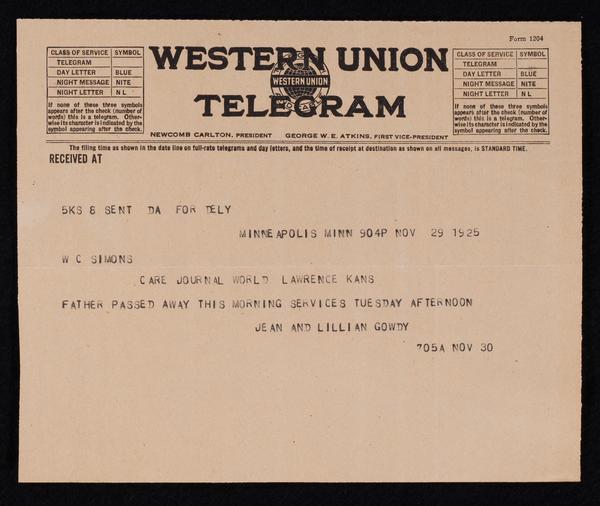 Form 1204
CLASS OF SERVICE SYMBOL
TELEGRAM
DAY LETTER BLUE
NIGHT MESSAGE NITE
NIGHT LETTER N L
If none of these three symbols
appears after the check (number of
words) this is a telegram. Other-
wise its character is indicated by the
symbol appearing after the check.
WESTERN UNION
WESTERN UNION
TELEGRAM
NEWCOMB CARLTON, PRESIDENT GEORGE W. E. ATKINS, FIRST VICE-PRESIDENT
CLASS OF SERVICE SYMBOL
TELEGRAM
DAY LETTER BLUE
NIGHT MESSAGE NITE
NIGHT LETTER N L
If none of these three symbols
appears after the check (number of
words) this is a telegram. Other-
wise its character is indicated by the
symbol appearing after the check.
The filing time as shown in the date line on full-rate telegrams and day letters, and the time of receipt at destination as shown on all messages, is STANDARD TIME.
RECEIVED AT
5KS 8 SENT DA FOR DELY
MINNEAPOLIS MINN 904P NOV 29 1925
W C SIMONS
CARE JOURNAL WORLD LAWRENCE KANS
FATHER PASSED AWAY THIS MORNING SERVICES TUESDAY AFTERNOON
JEAN AND LILLIAN GOWDY
705A NOV 30